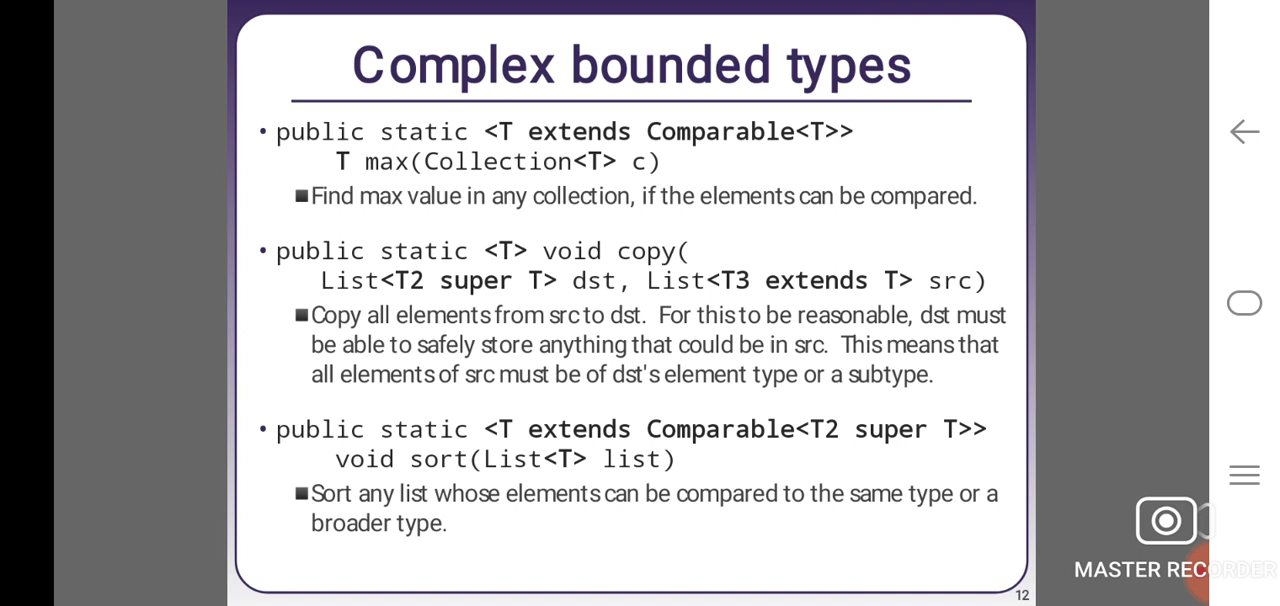 Complex bounded types
• public static <T extends Comparable<T>>
T max(Collection<T> c)
■ Find max value in any collection, if the elements can be compared.
• public static <T> void copy(
List<T2 super T> dst, List<T3 extends T> src)
■ Copy all elements from src to dst. For this to be reasonable, dst must
be able to safely store anything that could be in src. This means that
all elements of src must be of dst's element type or a subtype.
• public static <T extends Comparable<T2 super T>>
void sort(List<T> list)
■ Sort any list whose elements can be compared to the same type or a
broader type.
12
MASTER RECORDER